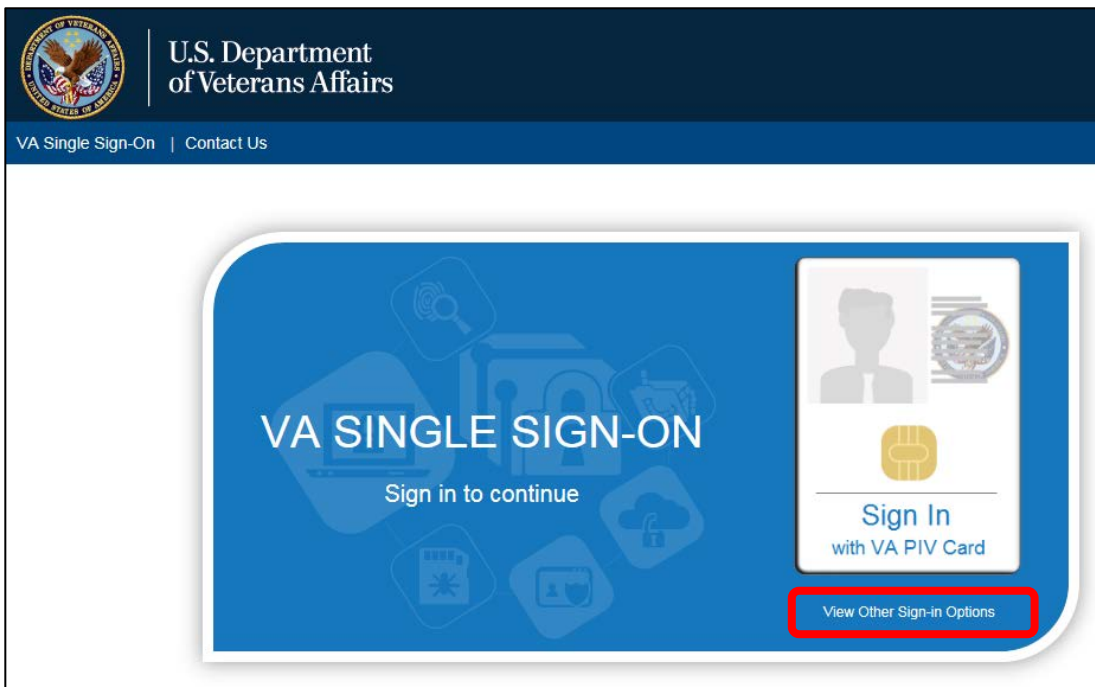 U.S. Department
of Veterans Affairs
VA Single Sign-On | Contact Us
VA SINGLE SIGN-ON
Sign in to continue
Sign In
with VA PIV Card
View Other Sign-in Options